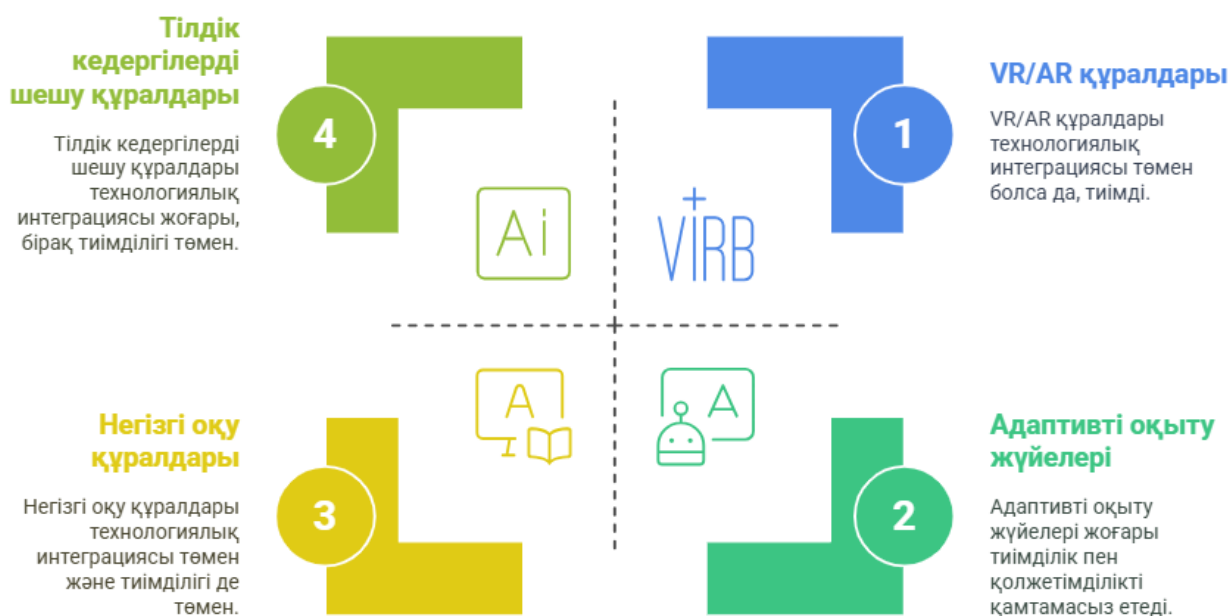 Тілдік
кедергілерді
шешу құралдары
Тілдік кедергілерді
шешу құралдары
технологиялық
интеграциясы жоғары,
бірақ тиімділігі төмен.
4
Ai
1
VİRB
VR/AR құралдары
VR/AR құралдары
технологиялық
интеграциясы төмен
болса да, тиімді.
Негізгі оқу
құралдары
Негізгі оқу құралдары
технологиялық
интеграциясы төмен
және тиімділігі де
төмен.
3
A
A
2
Адаптивті оқыту
жүйелері
Адаптивті оқыту
жүйелері жоғары
тиімділік пен
қолжетімділікті
қамтамасыз етеді.